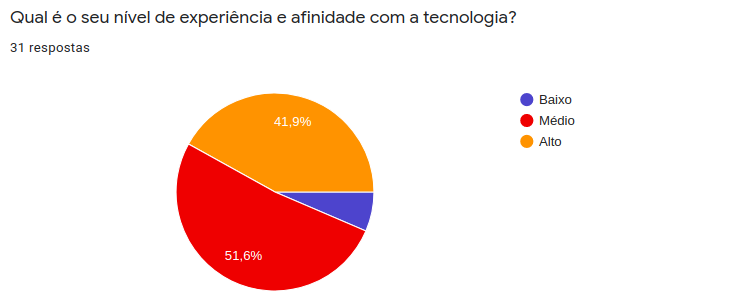 Qual é o seu nível de experiência e afinidade com a tecnologia?
31 respostas
41,9%
51,6%
Baixo
Médio
Alto